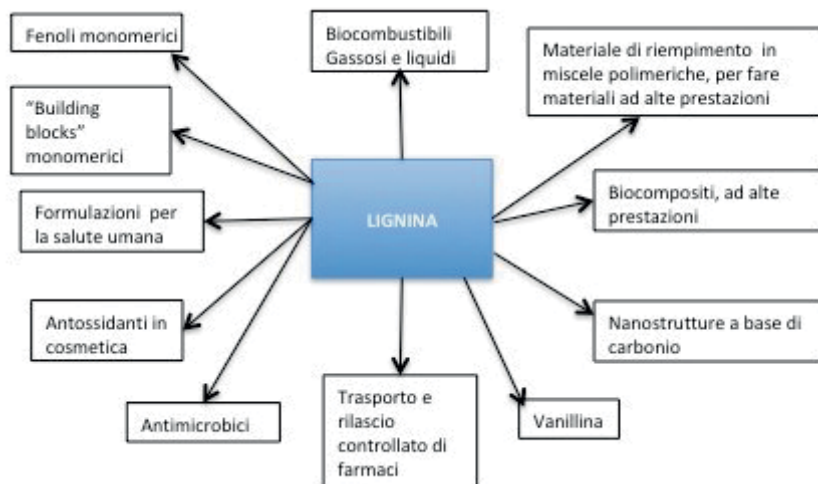 Fenoli monomerici
Biocombustibili
Gassosi e liquidi
Materiale di riempimento in
miscele polimeriche, per fare
materiali ad alte prestazioni
“Building
blocks”
monomerici
Formulazioni per
la salute umana
LIGNINA
Biocompositi, ad alte
prestazioni
Antossidanti in
cosmetica
Nanostrutture a base di
carbonio
Antimicrobici
Trasporto e
rilascio
controllato di
farmaci
Vanillina